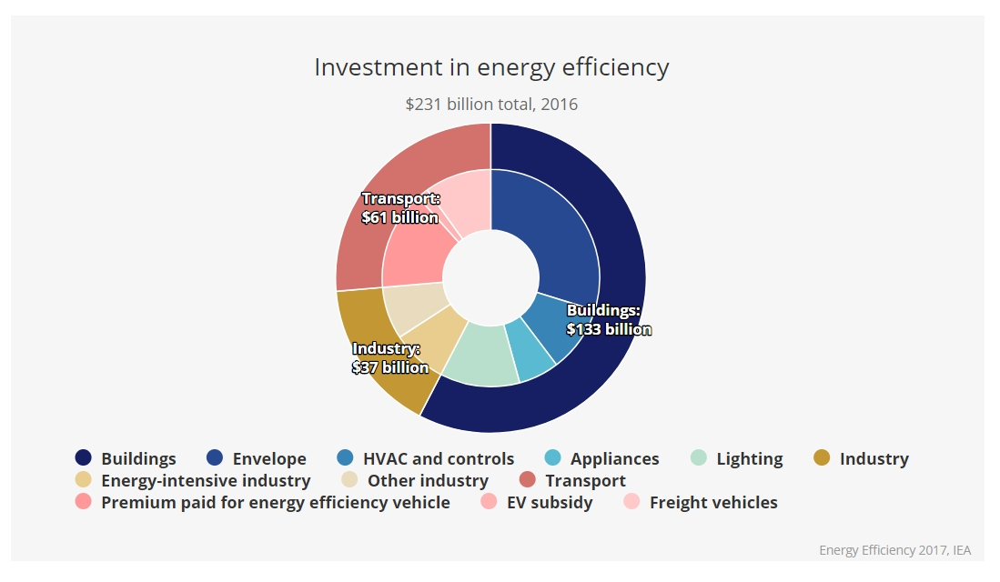 Investment in energy efficiency
$231 billion total, 2016
Transport:
$61 billion
Buildings:
$133 billion
Industry:
$37 billion
Buildings Envelope HVAC and controls Appliances Lighting Industry
Energy-intensive industry Other industry Transport
Premium paid for energy efficiency vehicle EV subsidy Freight vehicles
Energy Efficiency 2017, IEA